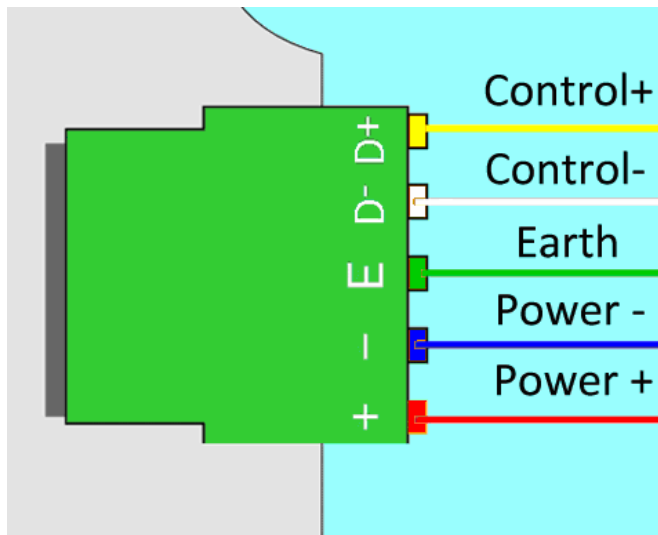 Control+
D+
Control-
D-
Earth
E
Power -
-
Power +
+